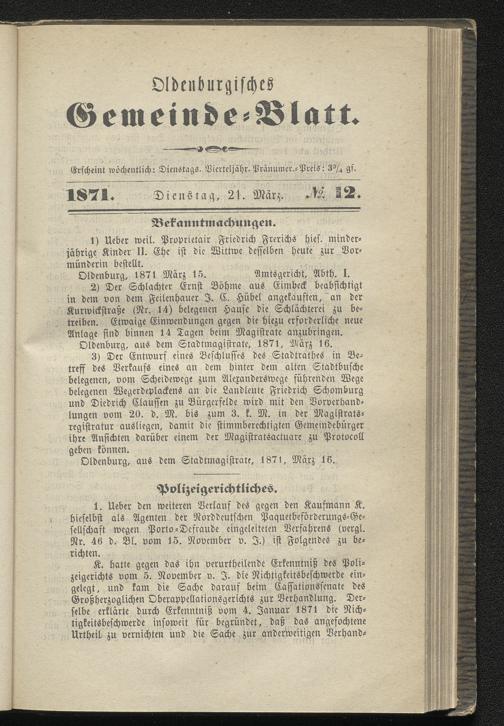 Oldenburgisches
Gemeinde=Blatt.
Erscheint wöchentlich: Dienstags. Vierteljähr. Pränumer.=Preis: 3¾ gſ.
1871. Dienstag, 21. März. № 12.
Bekanntmachungen.
1) Ueber weil. Proprietair Friedrich Frerichs hieſ. minder=
jährige Kinder II. Ehe iſt die Wittwe deſſelben heute zur Vor=
münderin beſtellt.
Oldenburg, 1871 März 15. Amtsgericht, Abth. I.
2) Der Schlachter Ernſt Böhme aus Eimbeck beabſichtigt
in dem von dem Feilenhauer J. C. Hübel angekauften, an der
Kurwickſtraße (Nr. 14) belegenen Hauſe die Schlächterei zu be=
treiben. Etwaige Einwendungen gegen die hiezu erforderliche neue
Anlage ſind binnen 14 Tagen beim Magiſtrate anzubringen.
Oldenburg, aus dem Stadtmagiſtrate, 1871, März 16.
3) Der Entwurf eines Beſchluſſes des Stadtrathes in Be=
treff des Verkaufs eines an dem hinter dem alten Stadtbuſche
belegenen, vom Scheidewege zum Alexanderswege führenden Wege
belegenen Wegerdeplackens an die Landleute Friedrich Schomburg
und Diedrich Clauſſen zu Bürgerfelde wird mit den Vorverhand=
lungen vom 20. d. M. bis zum 3. k. M. in der Magiſtrats=
regiſtratur ausliegen, damit die ſtimmberechtigten Gemeindebürger
ihre Anſichten darüber einem der Magiſtratsactuare zu Protocoll
geben können.
Oldenburg, aus dem Stadtmagiſtrate, 1871, März 16.
Polizeigerichtliches.
1. Ueber den weiteren Verlauf des gegen den Kaufmann K.
hieſelbſt als Agenten der Norddeutſchen Paquetbeförderungs=Ge=
ſellſchaft wegen Porto=Defraude eingeleiteten Verfahrens (vergl.
Nr. 46 d. Bl. vom 15. November v. J.) iſt Folgendes zu be=
richten.
K. hatte gegen das ihn verurtheilende Erkenntniß des Poli=
zeigerichts vom 5. November v. J. die Nichtigkeitsbeſchwerde ein=
gelegt, und kam die Sache darauf beim Caſſationsſenate des
Großherzoglichen Oberappellationsgerichts zur Verhandlung. Der=
ſelbe erklärte durch Erkenntniß vom 4. Januar 1871 die Nich=
tigkeitsbeſchwerde inſoweit für begründet, daß das angefochtene
Urtheil zu vernichten und die Sache zur anderweitigen Verhand=